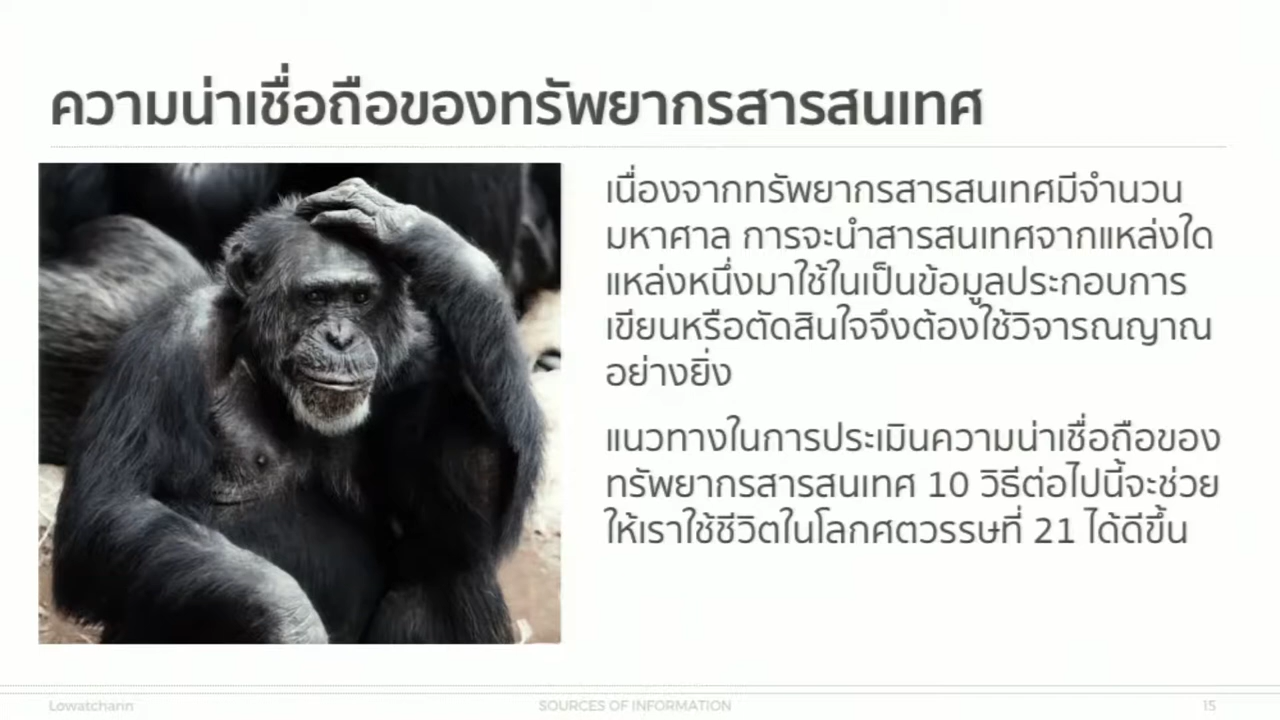 ความน่าเชื่อถือของทรัพยากรสารสนเทศ
เนื่องจากทรัพยากรสารสนเทศมีจำนวน
มหาศาล การจะนำสารสนเทศจากแหล่งใด
แหล่งหนึ่งมาใช้ในเป็นข้อมูลประกอบการ
เขียนหรือตัดสินใจจึงต้องใช้วิจารณญาณ
อย่างยิ่ง
แนวทางในการประเมินความน่าเชื่อถือของ
ทรัพยากรสารสนเทศ 10 วิธีต่อไปนี้จะช่วย
ให้เราใช้ชีวิตในโลกศตวรรษที่ 21 ได้ดีขึ้น
Lowatcharin SOURCES OF INFORMATION 15